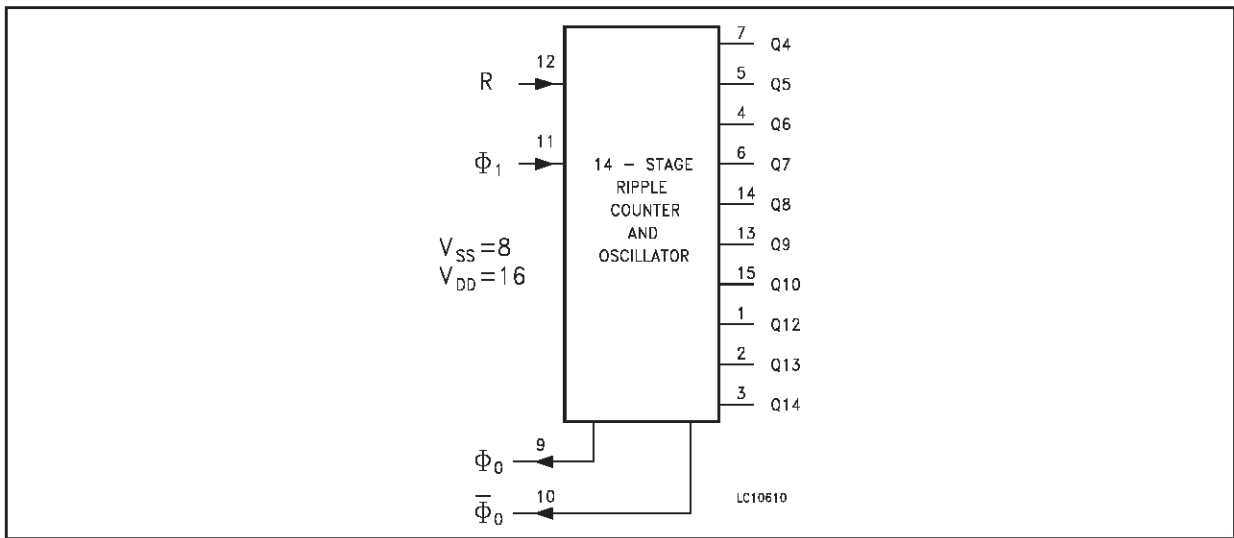 7 Q4
12
R
5 Q5
4 Q6
11
Φ1
6 Q7
14 – STAGE
RIPPLE
COUNTER
AND
OSCILLATOR
14 Q8
13 Q9
VSS=8
VDD=16
15 Q10
1 Q12
2 Q13
3 Q14
9
Φ0
10
Φ̅0
LC10610